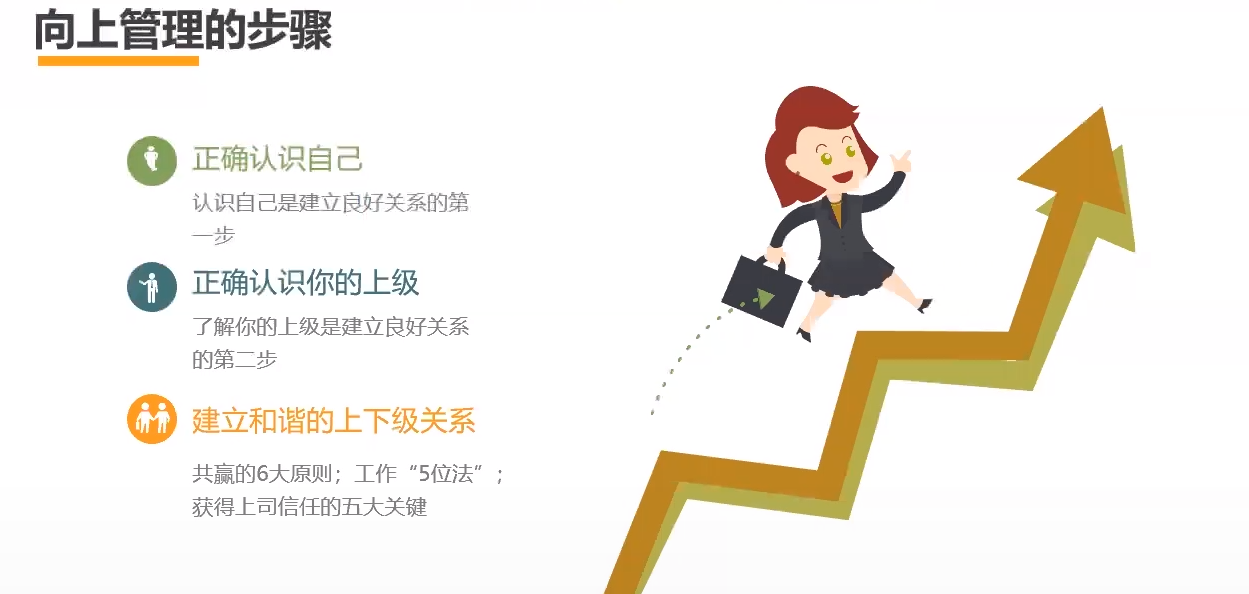 向上管理的步骤
正确认识自己
认识自己是建立良好关系的第
一步
正确认识你的上级
了解你的上级是建立良好关系
的第二步
建立和谐的上下级关系
共赢的6大原则；工作“5位法”；
获得上司信任的五大关键